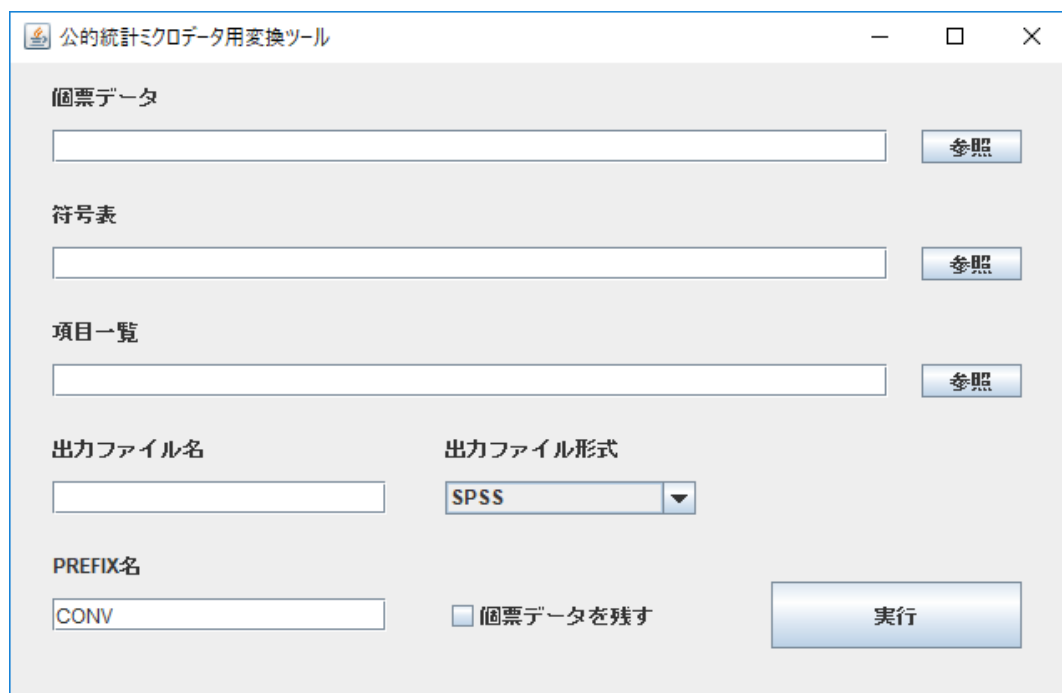 公的統計ミクロデータ用変換ツール
個票データ
参照
符号表
参照
項目一覧
参照
出力ファイル名 出力ファイル形式
SPSS
PREFIX名
CONV 個票データを残す 実行